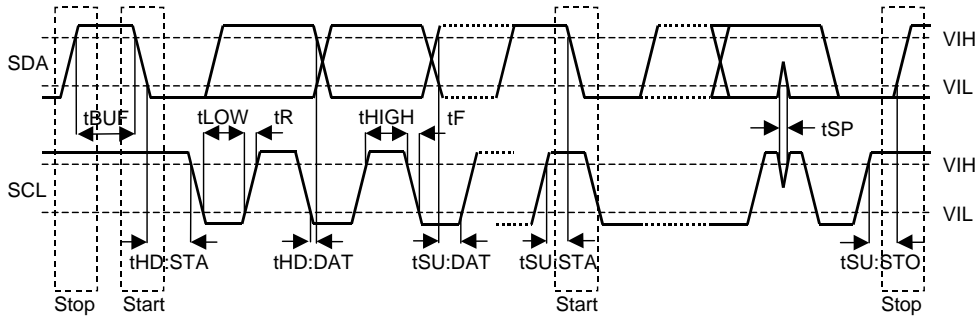 SDA
VIH
VIL
tBUF
tLOW
tR
tHIGH
tF
tSP
SCL
VIH
VIL
tHD:STA
tHD:DAT
tSU:DAT
tSU:STA
tSU:STO
Stop
Start
Start
Stop